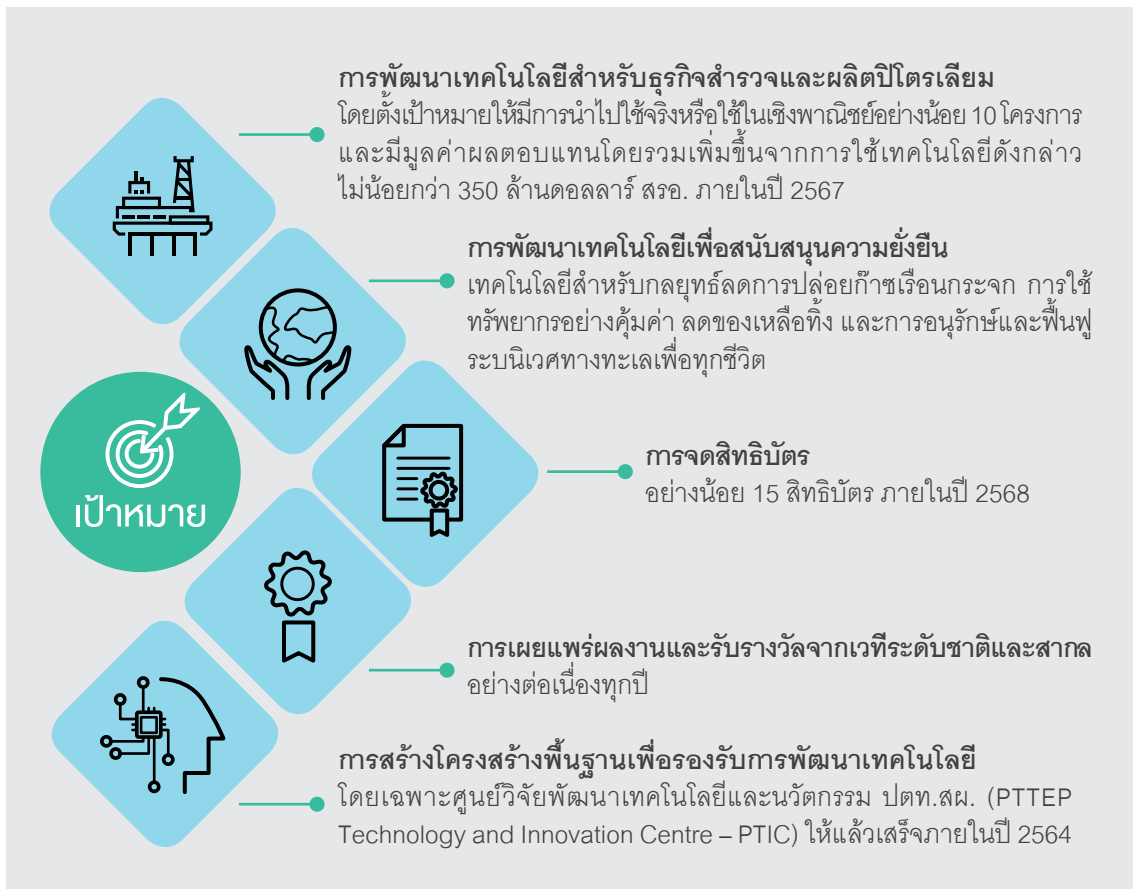 การพัฒนาเทคโนโลยีสำหรับธุรกิจสำรวจและผลิตปิโตรเลียม
โดยตั้งเป้าหมายให้มีการนำไปใช้จริงหรือใช้ในเชิงพาณิชย์อย่างน้อย 10 โครงการ
และมีมูลค่าผลตอบแทนโดยรวมเพิ่มขึ้นจากการใช้เทคโนโลยีดังกล่าว
ไม่น้อยกว่า 350 ล้านดอลลาร์ สรอ. ภายในปี 2567
การพัฒนาเทคโนโลยีเพื่อสนับสนุนความยั่งยืน
เทคโนโลยีสำหรับกลยุทธ์ลดการปล่อยก๊าซเรือนกระจก การใช้
ทรัพยากรอย่างคุ้มค่า ลดของเหลือทิ้ง และการอนุรักษ์และฟื้นฟู
ระบบนิเวศทางทะเลเพื่อทุกชีวิต
เป้าหมาย
การจดสิทธิบัตร
อย่างน้อย 15 สิทธิบัตร ภายในปี 2568
การเผยแพร่ผลงานและรับรางวัลจากเวทีระดับชาติและสากล
อย่างต่อเนื่องทุกปี
การสร้างโครงสร้างพื้นฐานเพื่อรองรับการพัฒนาเทคโนโลยี
โดยเฉพาะศูนย์วิจัยพัฒนาเทคโนโลยีและนวัตกรรม ปตท.สผ. (PTTEP
Technology and Innovation Centre – PTIC) ให้แล้วเสร็จภายในปี 2564